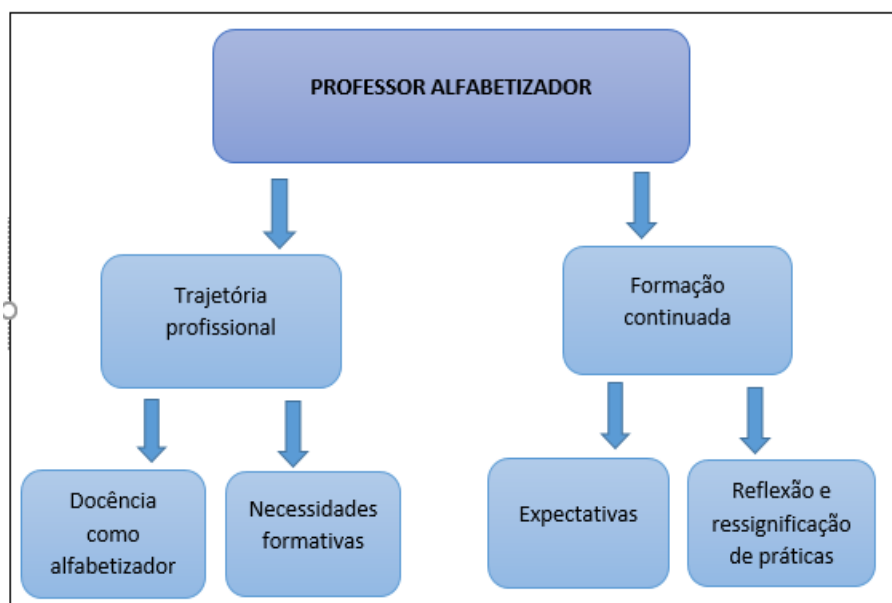 PROFESSOR ALFABETIZADOR
Trajetória
profissional
Formação
continuada
Docência
como
alfabetizador
Necessidades
formativas
Expectativas
Reflexão e
ressignificação
de práticas